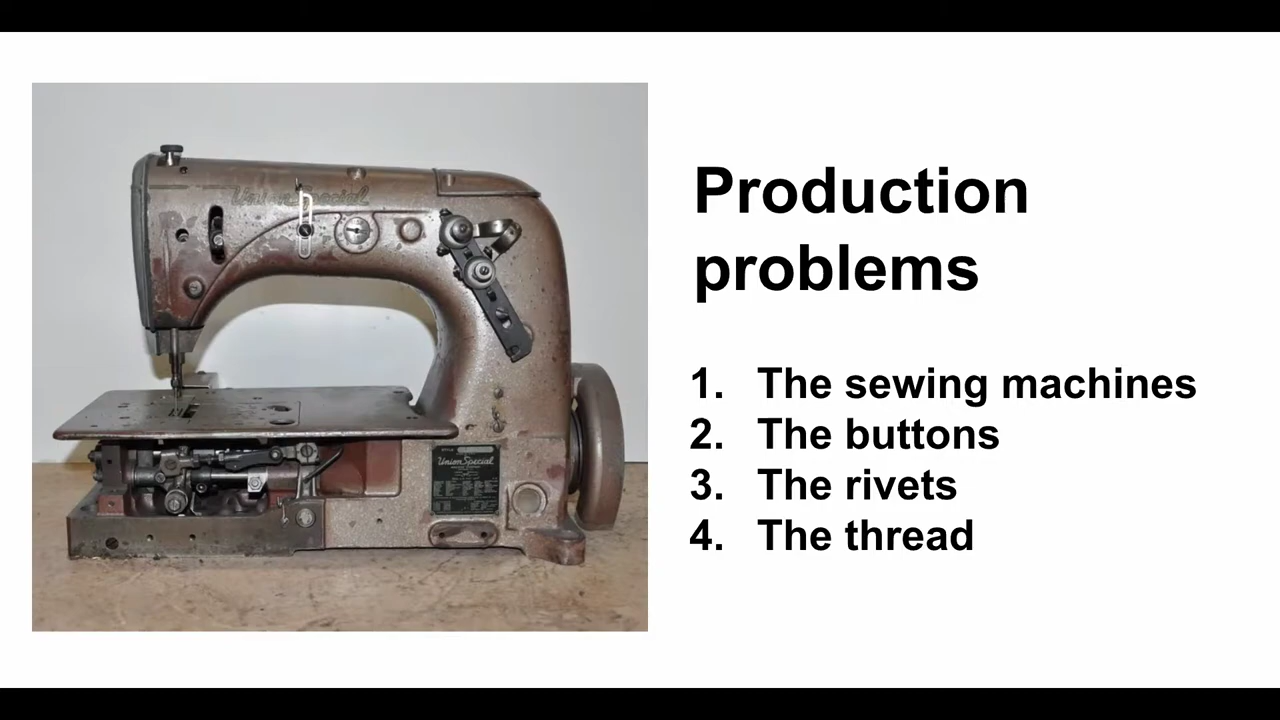 Union Special
Union Special
Production
problems
1. The sewing machines
2. The buttons
3. The rivets
4. The thread